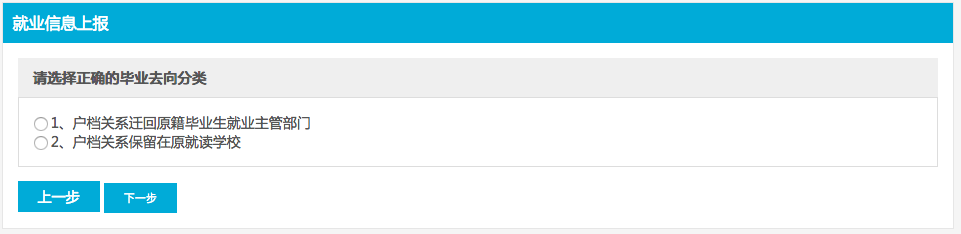 就业信息上报
请选择正确的毕业去向分类
1、户档关系迁回原籍毕业生就业主管部门
2、户档关系保留在原就读学校
上一步 下一步